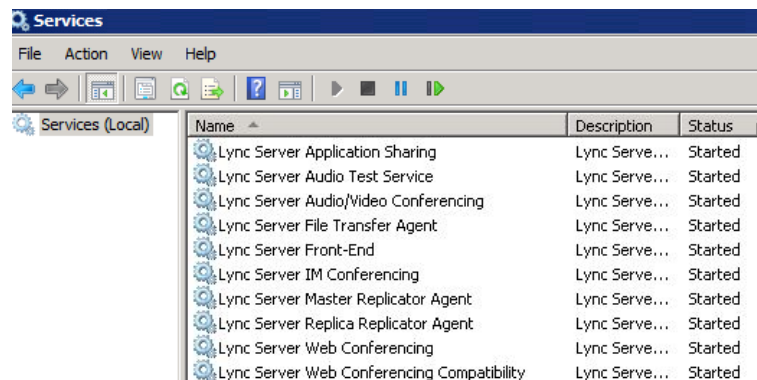 Services
File Action View Help
Services (Local)
Name Description Status
Lync Server Application Sharing Lync Serve... Started
Lync Server Audio Test Service Lync Serve... Started
Lync Server Audio/Video Conferencing Lync Serve... Started
Lync Server File Transfer Agent Lync Serve... Started
Lync Server Front-End Lync Serve... Started
Lync Server IM Conferencing Lync Serve... Started
Lync Server Master Replicator Agent Lync Serve... Started
Lync Server Replica Replicator Agent Lync Serve... Started
Lync Server Web Conferencing Lync Serve... Started
Lync Server Web Conferencing Compatibility Lync Serve... Started